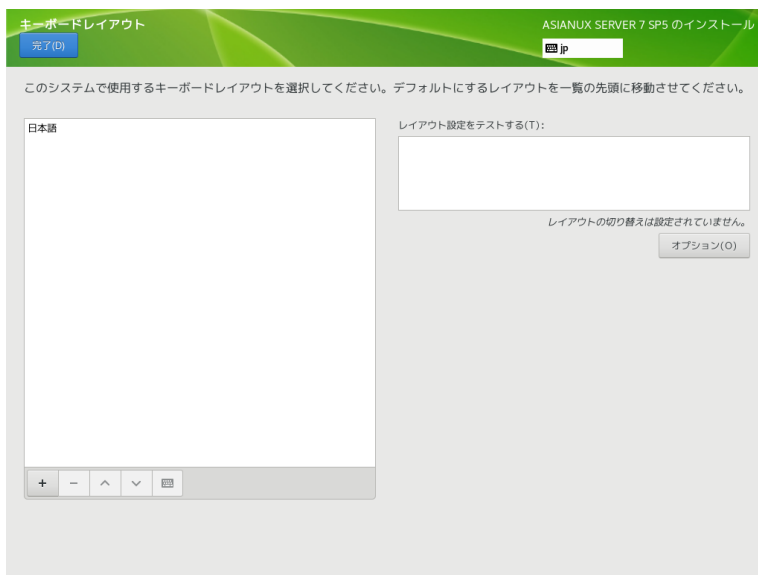 キーボードレイアウト
ASIANUX SERVER 7 SP5 のインストール
完了(D)
jp
このシステムで使用するキーボードレイアウトを選択してください。デフォルトにするレイアウトを一覧の先頭に移動させてください。
日本語
レイアウト設定をテストする(T):
レイアウトの切り替えは設定されていません。
オプション(O)